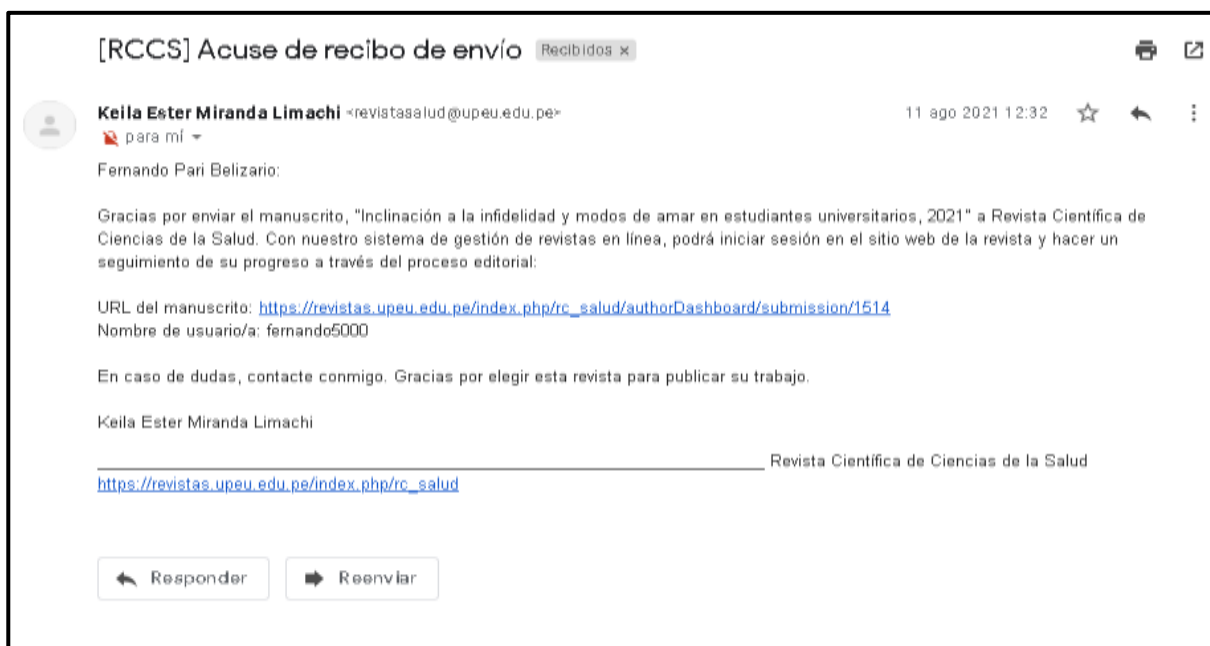 [RCCS] Acuse de recibo de envío Recibidos ×
Keila Ester Miranda Limachi <revistasalud@upeu.edu.pe> 11 ago 2021 12:32
para mí
Fernando Pari Belizario:
Gracias por enviar el manuscrito, "Inclinación a la infidelidad y modos de amar en estudiantes universitarios, 2021" a Revista Científica de
Ciencias de la Salud. Con nuestro sistema de gestión de revistas en línea, podrá iniciar sesión en el sitio web de la revista y hacer un
seguimiento de su progreso a través del proceso editorial:
URL del manuscrito: https://revistas.upeu.edu.pe/index.php/rc_salud/authorDashboard/submission/1514
Nombre de usuario/a: fernando5000
En caso de dudas, contacte conmigo. Gracias por elegir esta revista para publicar su trabajo.
Keila Ester Miranda Limachi
Revista Científica de Ciencias de la Salud
https://revistas.upeu.edu.pe/index.php/rc_salud
Responder Reenviar